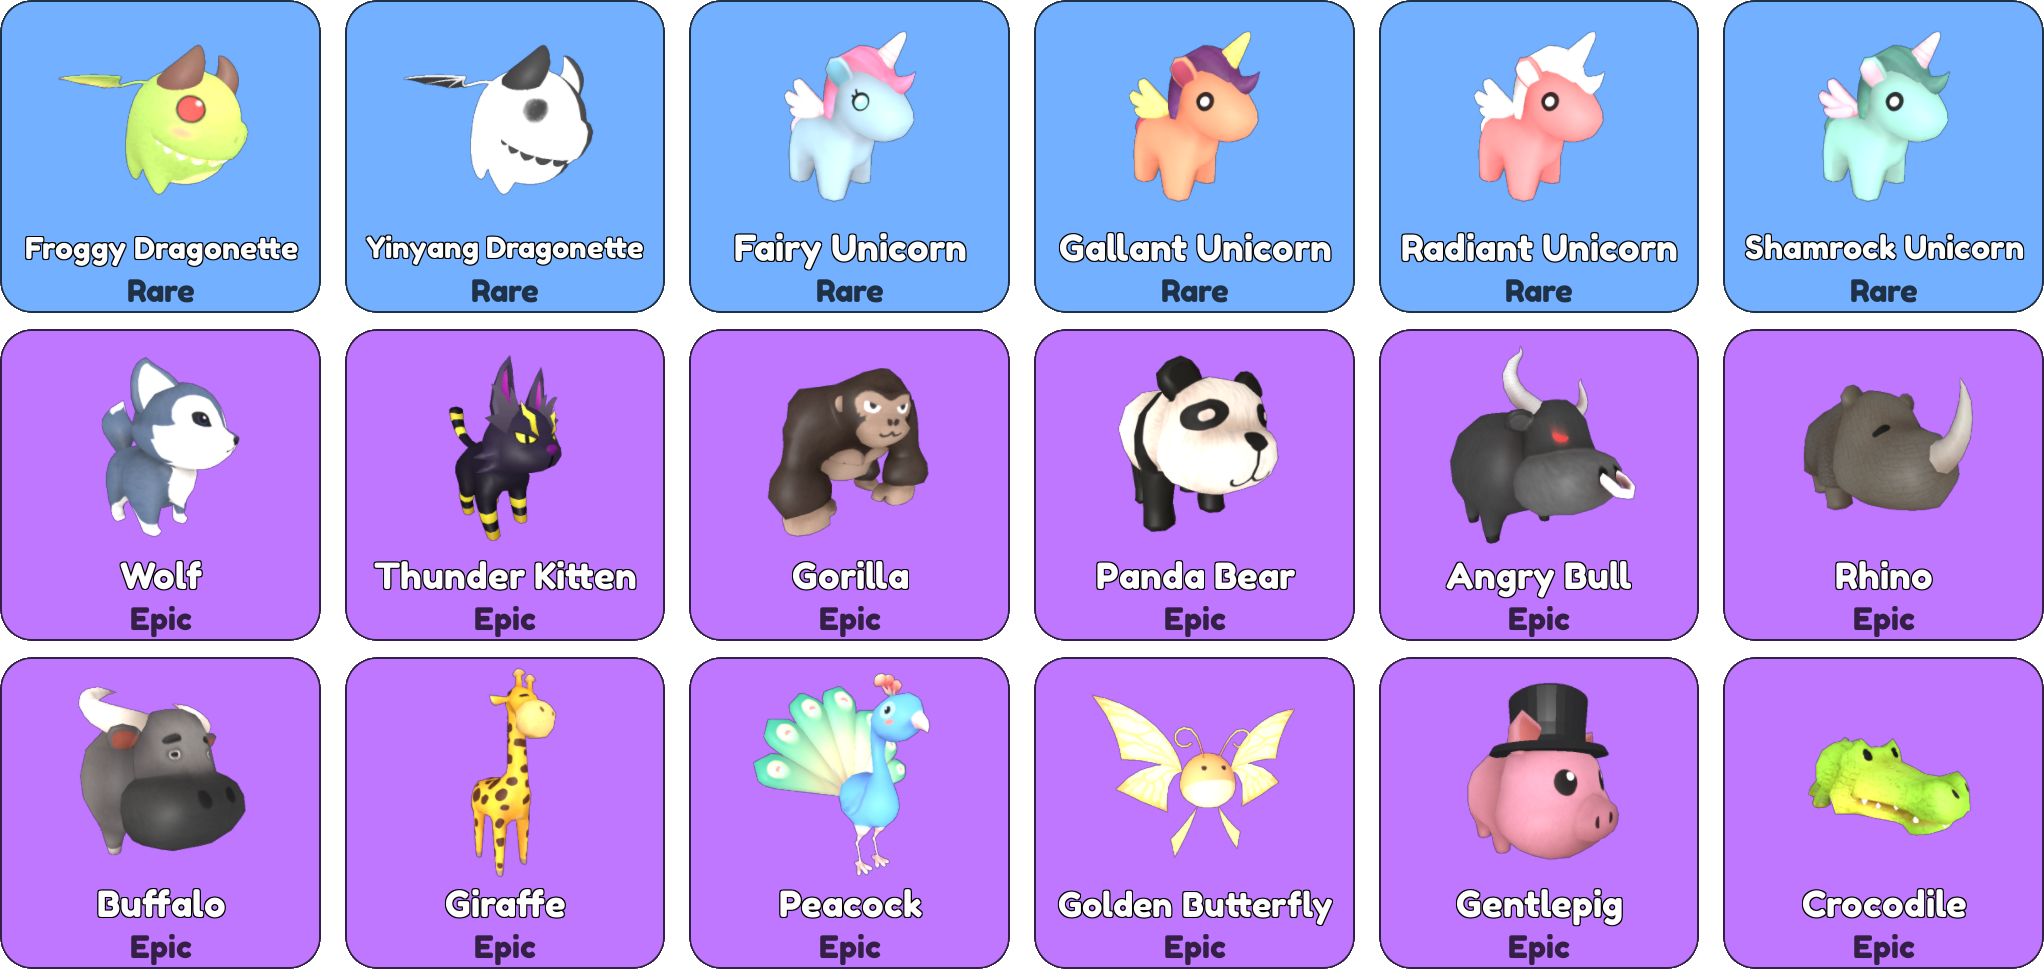 Froggy Dragonette
Rare
Yinyang Dragonette
Rare
Fairy Unicorn
Rare
Gallant Unicorn
Rare
Radiant Unicorn
Rare
Shamrock Unicorn
Rare
Wolf
Epic
Thunder Kitten
Epic
Gorilla
Epic
Panda Bear
Epic
Angry Bull
Epic
Rhino
Epic
Buffalo
Epic
Giraffe
Epic
Peacock
Epic
Golden Butterfly
Epic
Gentlepig
Epic
Crocodile
Epic